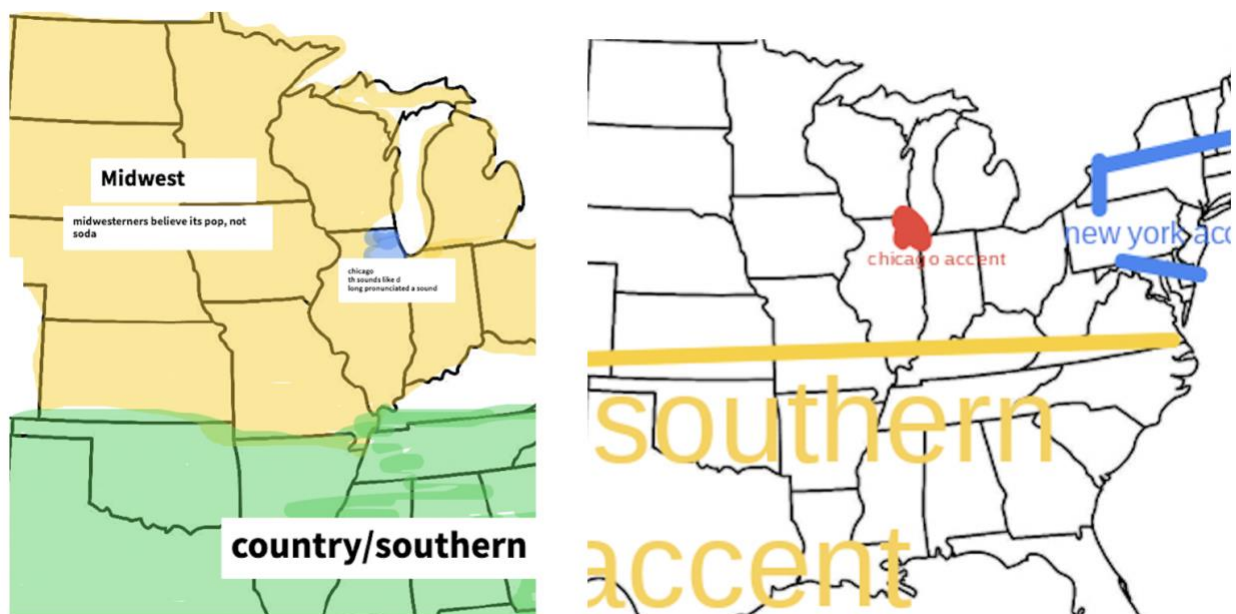 Midwest
midwesterners believe its pop, not
soda
chicago
th sounds like d
long pronunciated a sound
country/southern
new york acc
chicago accent
southern
accent